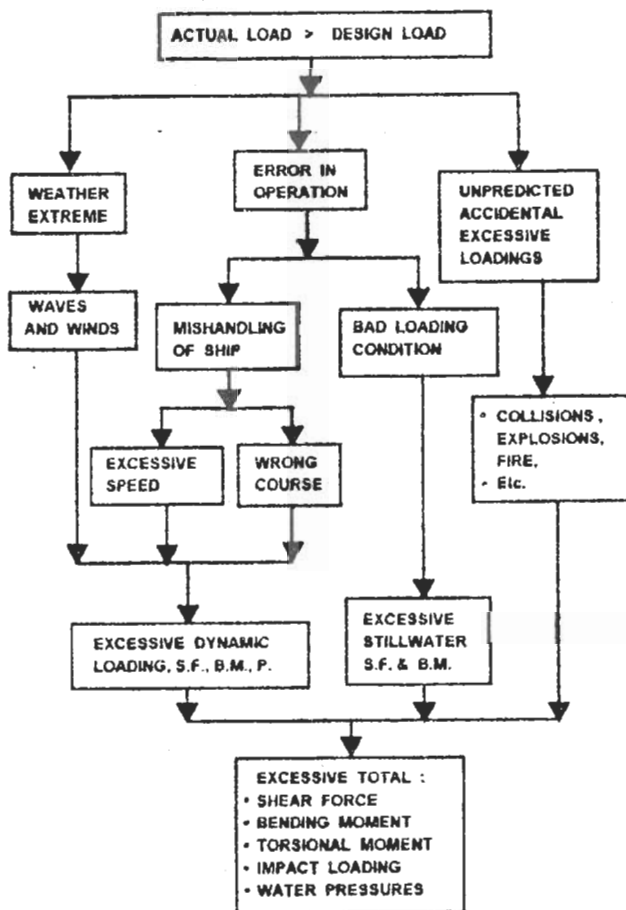 ACTUAL LOAD > DESIGN LOAD
WEATHER
EXTREME
ERROR IN
OPERATION
UNPREDICTED
ACCIDENTAL
EXCESSIVE
LOADINGS
WAVES
AND WINDS
MISHANDLING
OF SHIP
BAD LOADING
CONDITION
• COLLISIONS,
EXPLOSIONS,
FIRE,
• Etc.
EXCESSIVE
SPEED
WRONG
COURSE
EXCESSIVE DYNAMIC
LOADING, S.F., B.M., P.
EXCESSIVE
STILLWATER
S.F. & B.M.
EXCESSIVE TOTAL :
• SHEAR FORCE
• BENDING MOMENT
• TORSIONAL MOMENT
• IMPACT LOADING
• WATER PRESSURES